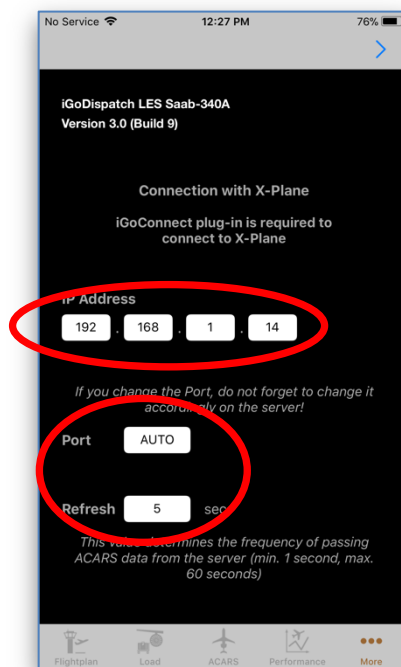 No Service 12:27 PM 76%
iGoDispatch LES Saab-340A
Version 3.0 (Build 9)
Connection with X-Plane
iGoConnect plug-in is required to
connect to X-Plane
IP Address
192 . 168 . 1 . 14
If you change the Port, do not forget to change it
accordingly on the server!
Port AUTO
Refresh 5 sec
This value determines the frequency of passing
ACARS data from the server (min. 1 second, max.
60 seconds)
Flightplan Load ACARS Performance More